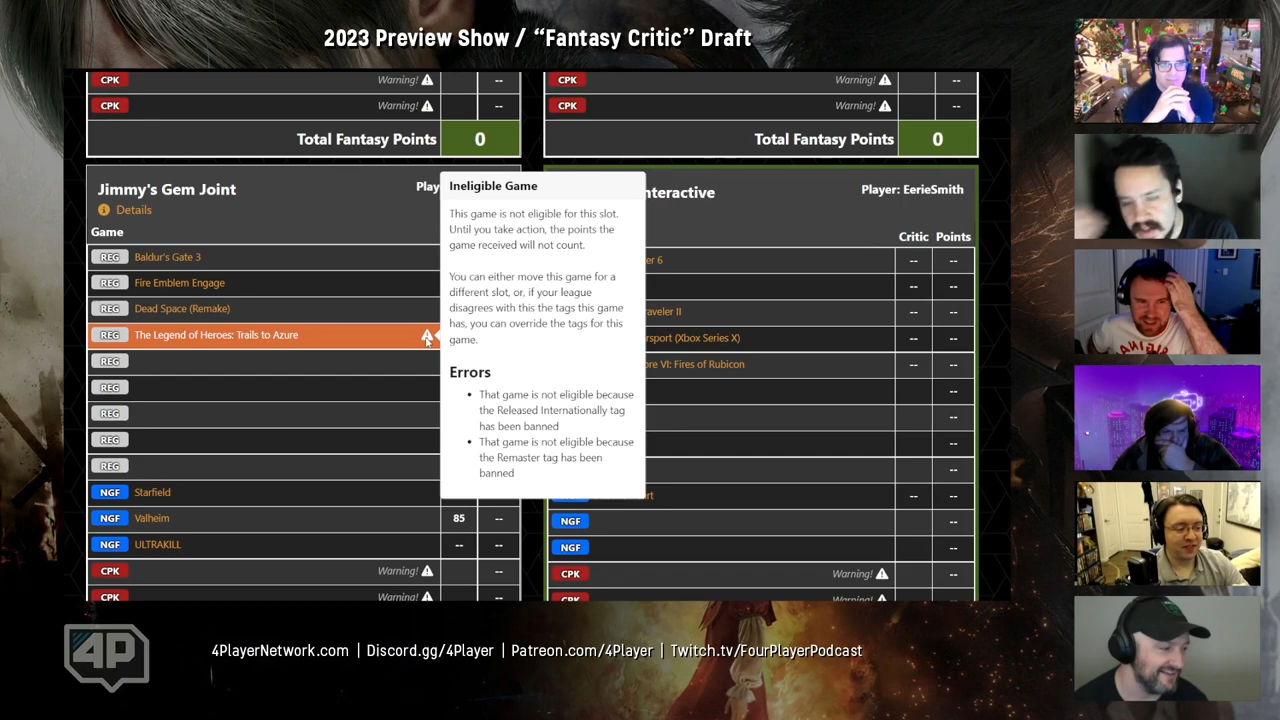 2023 Preview Show / “Fantasy Critic” Draft
CPK Warning! --
CPK Warning! --
Total Fantasy Points 0
CPK Warning! --
CPK Warning! --
Total Fantasy Points 0
Jimmy's Gem Joint Play
Details
Game
REG Baldur's Gate 3
REG Fire Emblem Engage
REG Dead Space (Remake)
REG The Legend of Heroes: Trails to Azure
REG
REG
REG
REG
REG
NGF Starfield
NGF Valheim 85 --
NGF ULTRAKILL -- --
CPK Warning! --
CPK Warning! --
Ineligible Game
This game is not eligible for this slot.
Until you take action, the points the
game received will not count.
You can either move this game for a
different slot, or, if your league
disagrees with this the tags this game
has, you can override the tags for this
game.
Errors
• That game is not eligible because
the Released Internationally tag
has been banned
• That game is not eligible because
the Remaster tag has been
banned
nteractive Player: EerieSmith
Critic Points
er 6 -- --
--
aveler II -- --
rsport (Xbox Series X) -- --
ore VI: Fires of Rubicon -- --
--
--
--
--
rt -- --
NGF --
NGF --
CPK Warning! --
CPK Warning! --
4P
4PlayerNetwork.com | Discord.gg/4Player | Patreon.com/4Player | Twitch.tv/FourPlayerPodcast